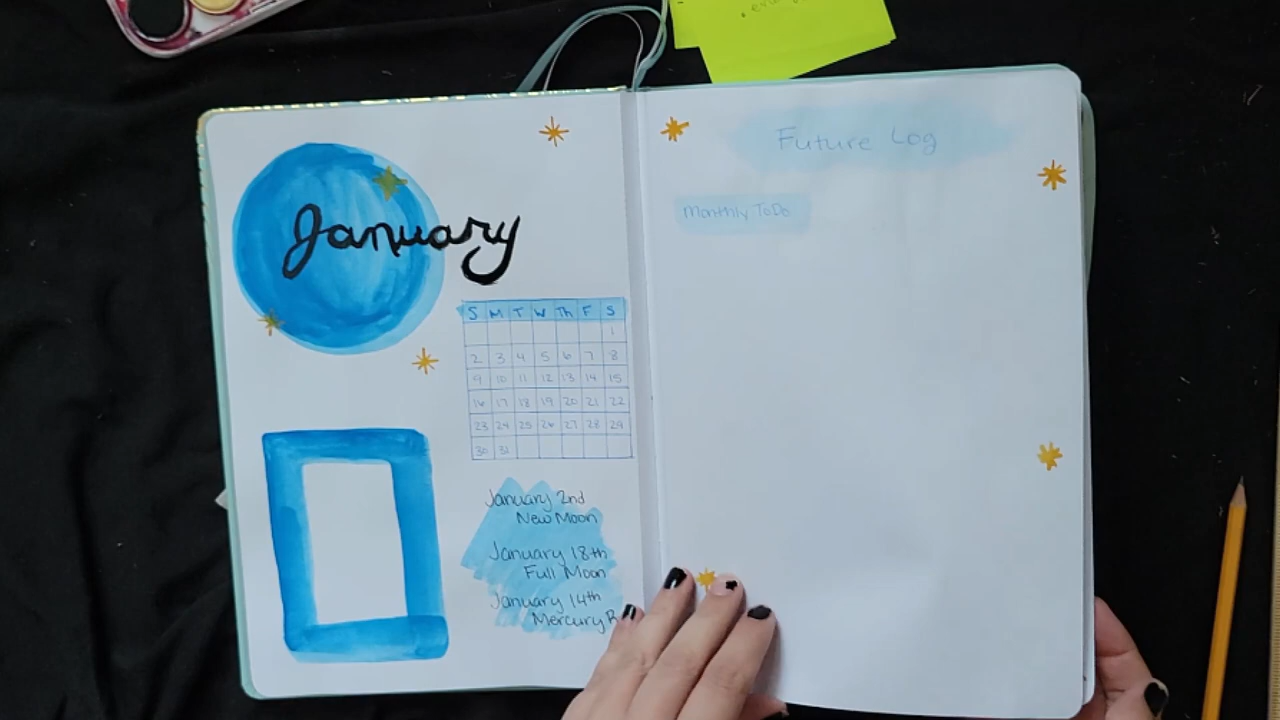 January
S M T W Th F S
1
2 3 4 5 6 7 8
9 10 11 12 13 14 15
16 17 18 19 20 21 22
23 24 25 26 27 28 29
30 31
January 2nd
New Moon
January 18th
Full Moon
January 14th
Mercury R
Future Log
Monthly ToDo